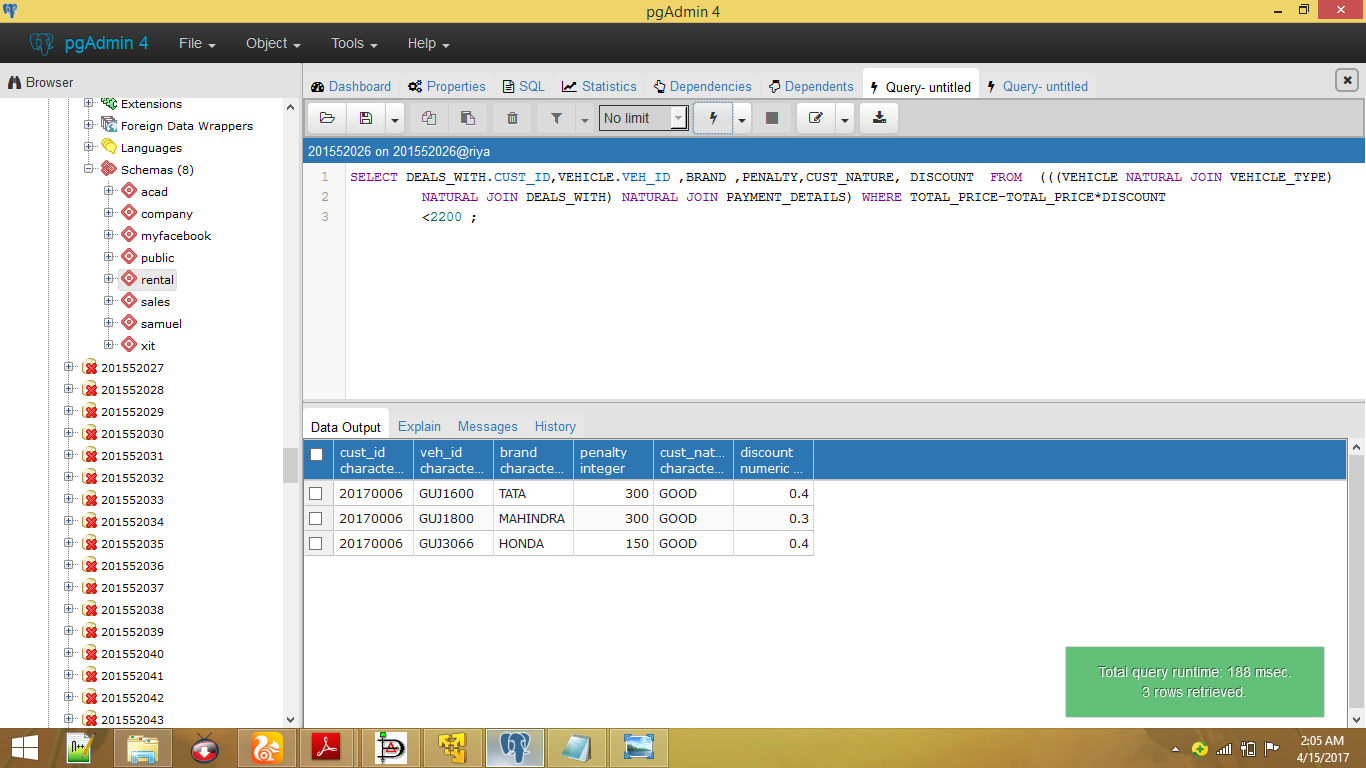 pgAdmin 4
pgAdmin 4 File Object Tools Help
Browser
Dashboard Properties SQL Statistics Dependencies Dependents Query- untitled Query- untitled
Extensions
Foreign Data Wrappers
Languages
Schemas (8)
acad
company
myfacebook
public
rental
sales
samuel
xit
201552027
201552028
201552029
201552030
201552031
201552032
201552033
201552034
201552035
201552036
201552037
201552038
201552039
201552040
201552041
201552042
201552043
No limit
201552026 on 201552026@riya
1 SELECT DEALS_WITH.CUST_ID,VEHICLE.VEH_ID ,BRAND ,PENALTY,CUST_NATURE, DISCOUNT  FROM  (((VEHICLE NATURAL JOIN VEHICLE_TYPE)
2 NATURAL JOIN DEALS_WITH) NATURAL JOIN PAYMENT_DETAILS) WHERE TOTAL_PRICE-TOTAL_PRICE*DISCOUNT
3 <2200 ;
Data Output Explain Messages History
cust_id veh_id brand penalty cust_nat... discount
characte... characte... characte... integer characte... numeric ...
20170006 GUJ1600 TATA 300 GOOD 0.4
20170006 GUJ1800 MAHINDRA 300 GOOD 0.3
20170006 GUJ3066 HONDA 150 GOOD 0.4
Total query runtime: 188 msec.
3 rows retrieved.
2:05 AM
4/15/2017